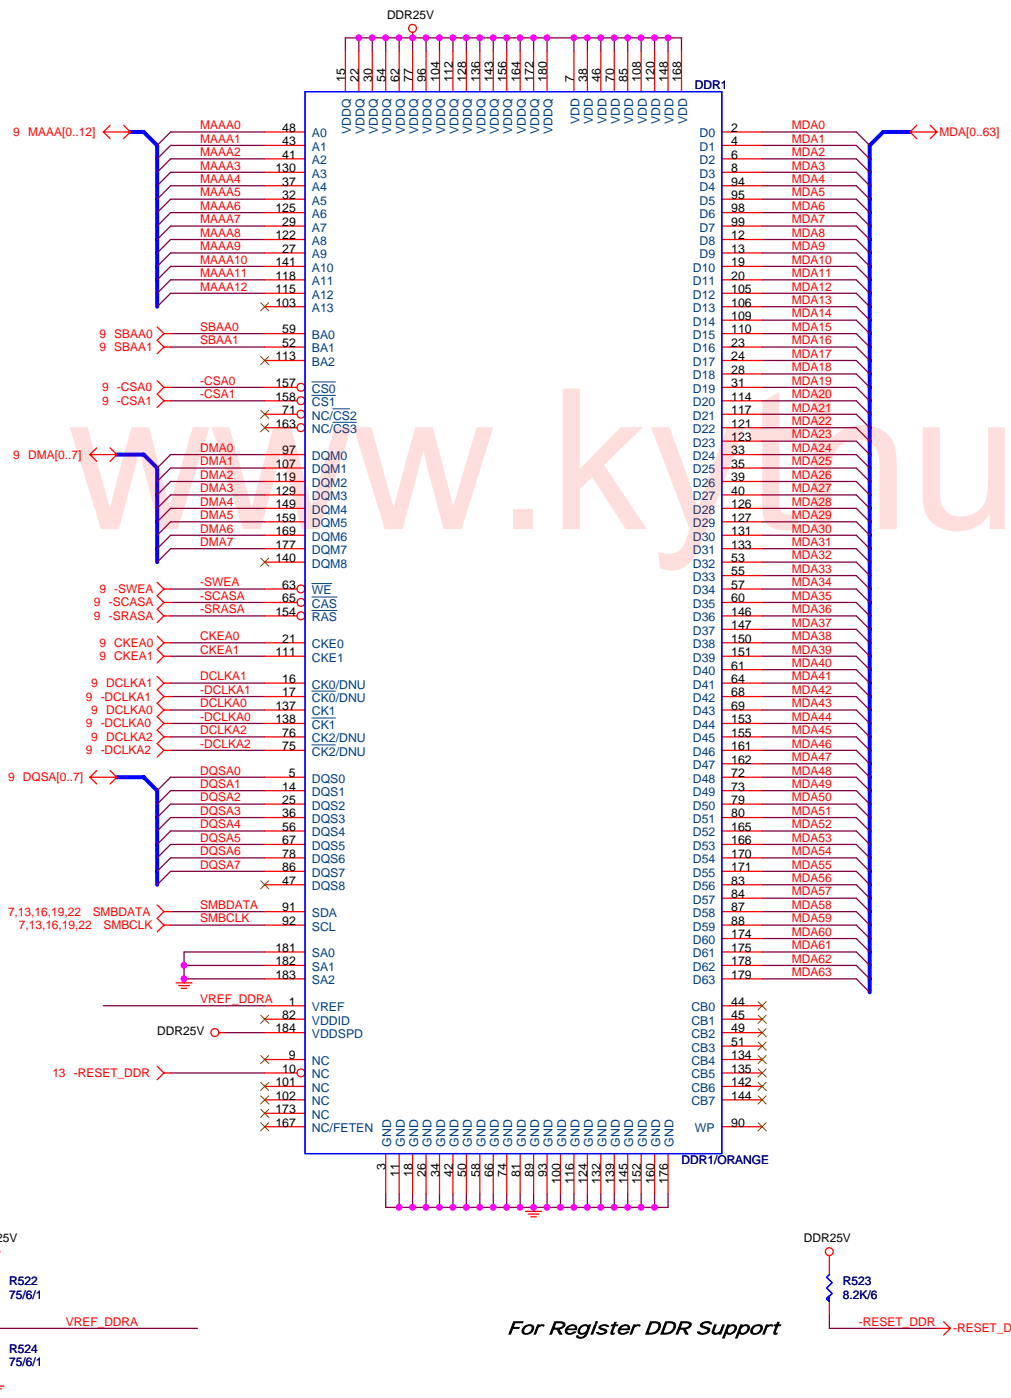 DDR25V
15 22 30 54 62 77 96 104 112 128 136 143 156 164 172 180 7 38 46 70 85 108 120 148 168
DDR1
VDDQ VDDQ VDDQ VDDQ VDDQ VDDQ VDDQ VDDQ VDDQ VDDQ VDDQ VDDQ VDDQ VDDQ VDDQ VDDQ VDD VDD VDD VDD VDD VDD VDD VDD VDD
9 MAAA[0..12] MAAA0 48 A0 D0 2 MDA0 MDA[0..63]
MAAA1 43 A1 D1 4 MDA1
MAAA2 41 A2 D2 6 MDA2
MAAA3 130 A3 D3 8 MDA3
MAAA4 37 A4 D4 94 MDA4
MAAA5 32 A5 D5 95 MDA5
MAAA6 125 A6 D6 98 MDA6
MAAA7 29 A7 D7 99 MDA7
MAAA8 122 A8 D8 12 MDA8
MAAA9 27 A9 D9 13 MDA9
MAAA10 141 A10 D10 19 MDA10
MAAA11 118 A11 D11 20 MDA11
MAAA12 115 A12 D12 105 MDA12
103 A13 D13 106 MDA13
D14 109 MDA14
9 SBAA0 SBAA0 59 BA0 D15 110 MDA15
9 SBAA1 SBAA1 52 BA1 D16 23 MDA16
113 BA2 D17 24 MDA17
D18 28 MDA18
9 -CSA0 -CSA0 157 CS0 D19 31 MDA19
9 -CSA1 -CSA1 158 CS1 D20 114 MDA20
71 NC/CS2 D21 117 MDA21
163 NC/CS3 D22 121 MDA22
D23 123 MDA23
9 DMA[0..7] DMA0 97 DQM0 D24 33 MDA24
DMA1 107 DQM1 D25 35 MDA25
DMA2 119 DQM2 D26 39 MDA26
DMA3 129 DQM3 D27 40 MDA27
DMA4 149 DQM4 D28 126 MDA28
DMA5 159 DQM5 D29 127 MDA29
DMA6 169 DQM6 D30 131 MDA30
DMA7 177 DQM7 D31 133 MDA31
140 DQM8 D32 53 MDA32
D33 55 MDA33
9 -SWEA -SWEA 63 WE D34 57 MDA34
9 -SCASA -SCASA 65 CAS D35 60 MDA35
9 -SRASA -SRASA 154 RAS D36 146 MDA36
D37 147 MDA37
9 CKEA0 CKEA0 21 CKE0 D38 150 MDA38
9 CKEA1 CKEA1 111 CKE1 D39 151 MDA39
D40 61 MDA40
9 DCLKA1 DCLKA1 16 CK0/DNU D41 64 MDA41
9 -DCLKA1 -DCLKA1 17 CK0/DNU D42 68 MDA42
9 DCLKA0 DCLKA0 137 CK1 D43 69 MDA43
9 -DCLKA0 -DCLKA0 138 CK1 D44 153 MDA44
9 DCLKA2 DCLKA2 76 CK2/DNU D45 155 MDA45
9 -DCLKA2 -DCLKA2 75 CK2/DNU D46 161 MDA46
D47 162 MDA47
9 DQSA[0..7] DQSA0 5 DQS0 D48 72 MDA48
DQSA1 14 DQS1 D49 73 MDA49
DQSA2 25 DQS2 D50 79 MDA50
DQSA3 36 DQS3 D51 80 MDA51
DQSA4 56 DQS4 D52 165 MDA52
DQSA5 67 DQS5 D53 166 MDA53
DQSA6 78 DQS6 D54 170 MDA54
DQSA7 86 DQS7 D55 171 MDA55
47 DQS8 D56 83 MDA56
D57 84 MDA57
7,13,16,19,22 SMBDATA SMBDATA 91 SDA D58 87 MDA58
7,13,16,19,22 SMBCLK SMBCLK 92 SCL D59 88 MDA59
D60 174 MDA60
181 SA0 D61 175 MDA61
182 SA1 D62 178 MDA62
183 SA2 D63 179 MDA63
VREF_DDRA 1 VREF CB0 44
82 VDDID CB1 45
DDR25V 184 VDDSPD CB2 49
CB3 51
9 NC CB4 134
13 -RESET_DDR 10 NC CB5 135
101 NC CB6 142
102 NC CB7 144
173 NC
167 NC/FETEN WP 90
GND GND GND GND GND GND GND GND GND GND GND GND GND GND GND GND GND GND GND GND GND GND
DDR1/ORANGE
3 11 18 26 34 42 50 58 66 74 81 89 93 100 116 124 132 139 145 152 160 176
www.kythu
25V
R522
75/6/1
VREF_DDRA
R524
75/6/1
For Register DDR Support
DDR25V
R523
8.2K/6
-RESET_DDR -RESET_D